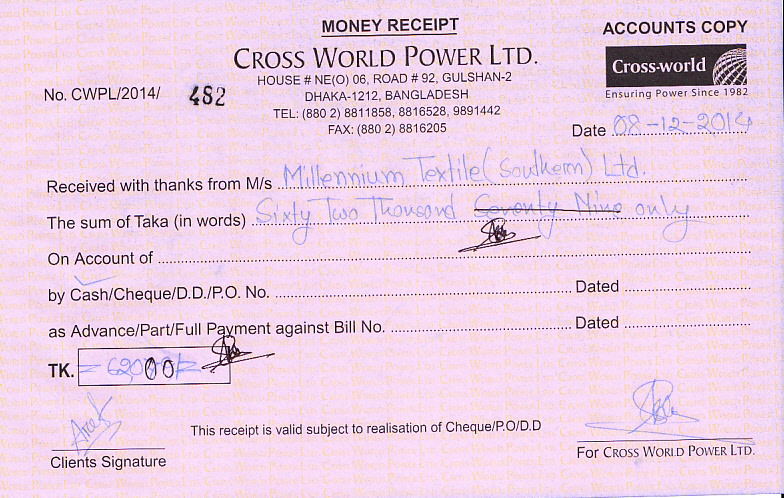 MONEY RECEIPT
ACCOUNTS COPY
CROSS WORLD POWER LTD.
Cross-world
Ensuring Power Since 1982
HOUSE # NE(O) 06, ROAD # 92, GULSHAN-2
DHAKA-1212, BANGLADESH
TEL: (880 2) 8811858, 8816528, 9891442
FAX: (880 2) 8816205
No. CWPL/2014/ 482
Date 08-12-2014
Received with thanks from M/s Millennium Textile (Southern) Ltd.
The sum of Taka (in words) Sixty Two Thousand Seventy Nine only
On Account of
by Cash/Cheque/D.D./P.O. No. Dated
as Advance/Part/Full Payment against Bill No. Dated
TK. = 62,000/=
This receipt is valid subject to realisation of Cheque/P.O/D.D
Clients Signature
For CROSS WORLD POWER LTD.